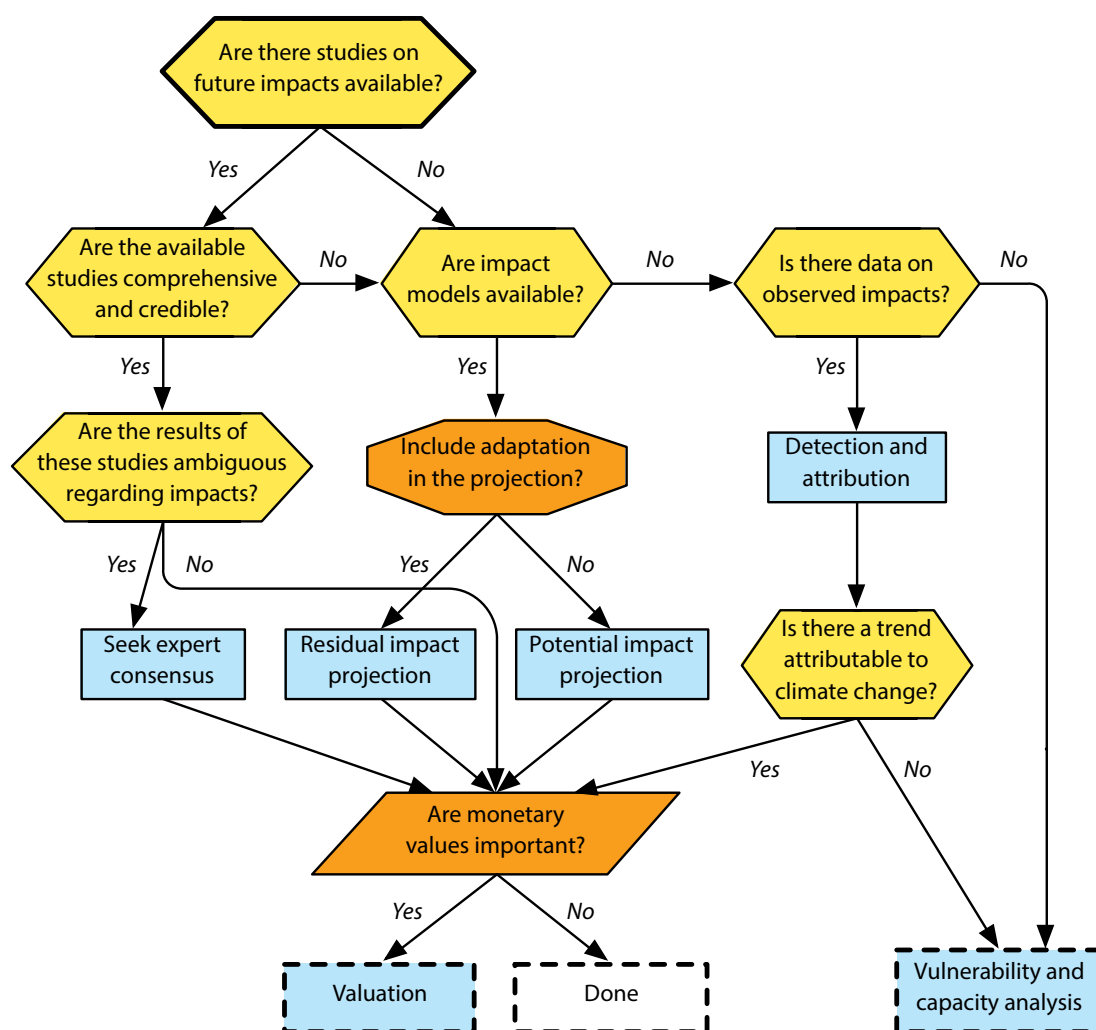 Are there studies on
future impacts available?
Yes
No
Are the available
studies comprehensive
and credible?
No
Are impact
models available?
No
Is there data on
observed impacts?
No
Yes
Yes
Yes
Are the results of
these studies ambiguous
regarding impacts?
Include adaptation
in the projection?
Detection and
attribution
Yes
No
Yes
No
Seek expert
consensus
Residual impact
projection
Potential impact
projection
Is there a trend
attributable to
climate change?
Yes
No
Are monetary
values important?
Yes
No
Valuation
Done
Vulnerability and
capacity analysis